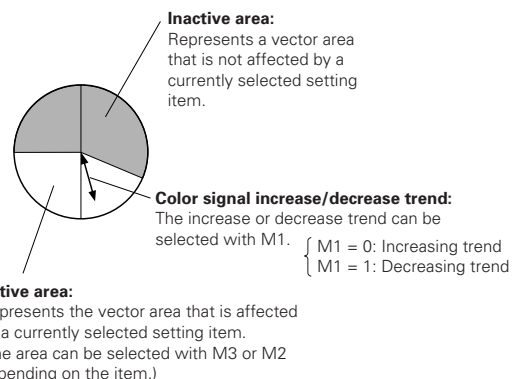 Inactive area:
Represents a vector area
that is not affected by a
currently selected setting
item.
Color signal increase/decrease trend:
The increase or decrease trend can be
selected with M1.
M1 = 0: Increasing trend
M1 = 1: Decreasing trend
tive area:
presents the vector area that is affected
a currently selected setting item.
e area can be selected with M3 or M2
pending on the item.)